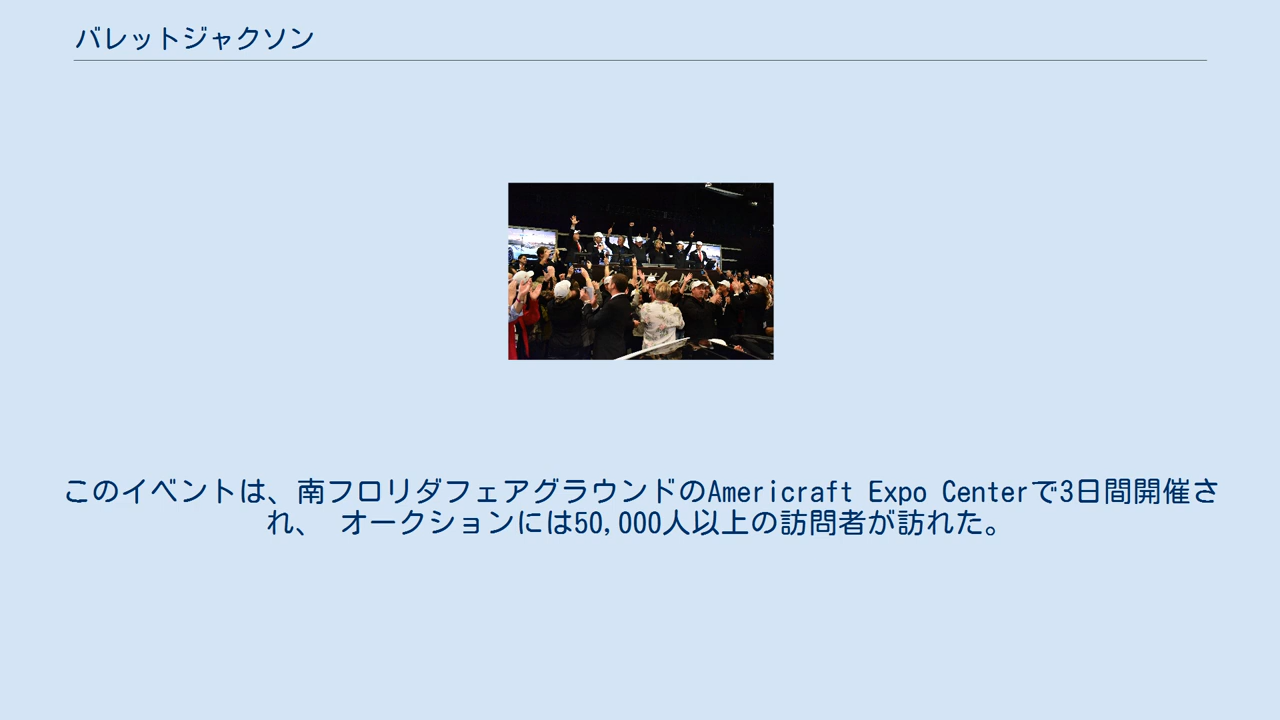 バレットジャクソン
このイベントは、南フロリダフェアグラウンドのAmericraft Expo Centerで3日間開催さ
れ、 オークションには50,000人以上の訪問者が訪れた。